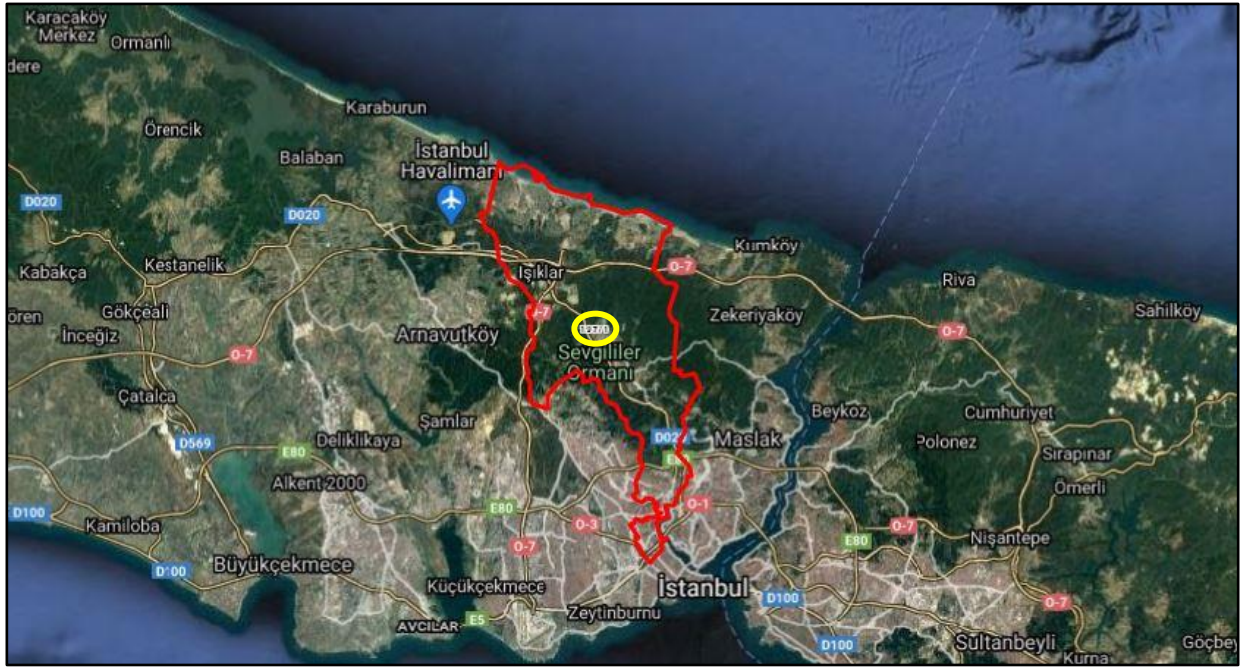 Karacaköy
Merkez
Ormanlı
dere
Karaburun
Örencik
Balaban
İstanbul
Havalimanı
D020
D020
Kumköy
Kestanelik
Işıklar
O-7
Kabakça
Riva
Gökçeali
ören
İnceğiz
O-7
Arnavutköy
Zekeriyaköy
Sahilköy
O-7
Sevgililer
Ormanı
O-7
Çatalca
Şamlar
Beykoz
Cumhuriyet
D569
Deliklikaya
Maslak
Polonez
E80
Sırapınar
Alkent 2000
Ömerli
D100
Kamiloba
E80
O-3
O-1
O-7
E80
Nişantepe
O-7
D100
Büyükçekmece
Küçükçekmece
İstanbul
D100
O-7
Zeytinburnu
AVCILAR
E5
D100
Sultanbeyli
Göçbey
Kurna